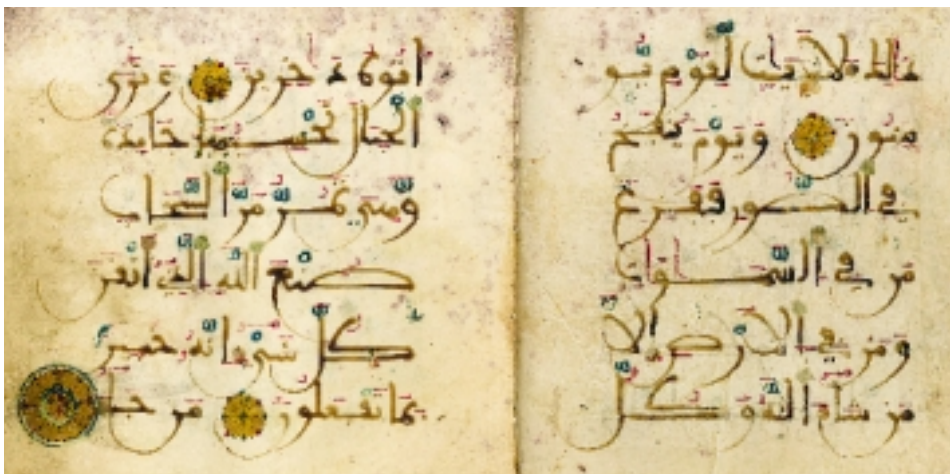 ذلك لايت لقوم يو
منون ويوم ينفخ
في الصور ففزع
من في السموت
ومن في الارض الا
من شاء الله وكل
اتوه دخرين وترى
الجبال تحسبها جامدة
وهي تمر مر السحاب
صنع الله الذي اتقن
كل شيء انه خبير
بما تفعلون من جا